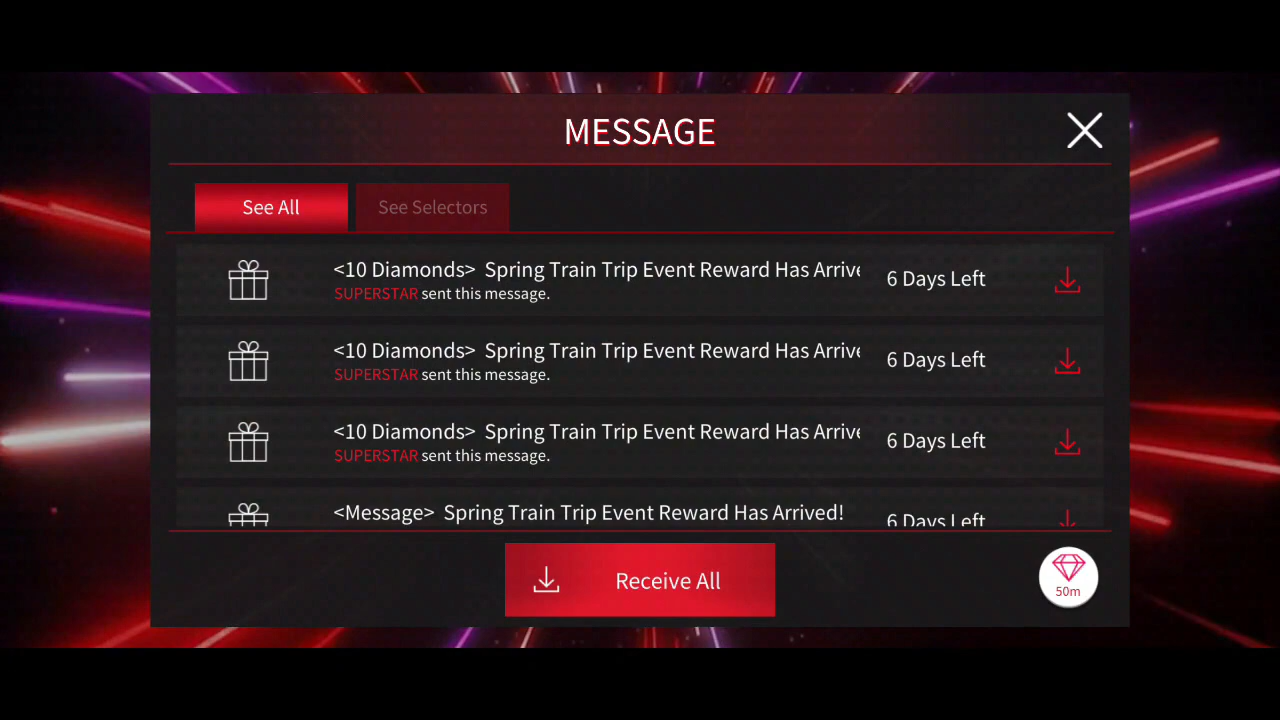 MESSAGE
See All
See Selectors
<10 Diamonds> Spring Train Trip Event Reward Has Arrive
6 Days Left
SUPERSTAR sent this message.
<10 Diamonds> Spring Train Trip Event Reward Has Arrive
6 Days Left
SUPERSTAR sent this message.
<10 Diamonds> Spring Train Trip Event Reward Has Arrive
6 Days Left
SUPERSTAR sent this message.
<Message> Spring Train Trip Event Reward Has Arrived!
6 Days Left
Receive All
50m